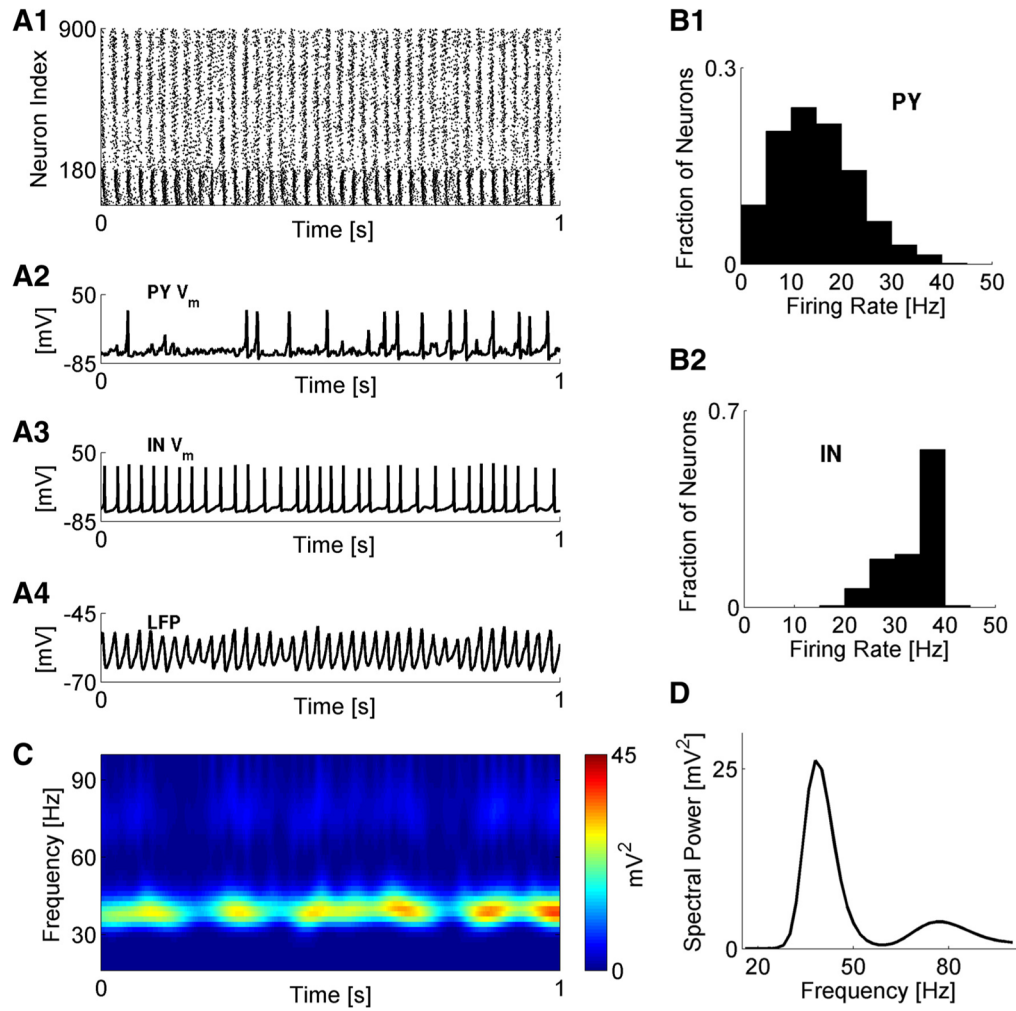 A1
900
Neuron Index
180
0
1
Time [s]
A2
PY Vm
50
[mV]
-85
0
1
Time [s]
A3
IN Vm
50
[mV]
-85
0
1
Time [s]
A4
LFP
-45
[mV]
-70
0
1
Time [s]
C
90
60
30
Frequency [Hz]
0
1
Time [s]
45
mV2
0
B1
0.3
PY
Fraction of Neurons
0
0 10 20 30 40 50
Firing Rate [Hz]
B2
0.7
IN
Fraction of Neurons
0
0 10 20 30 40 50
Firing Rate [Hz]
D
25
Spectral Power [mV2]
0
20 50 80
Frequency [Hz]